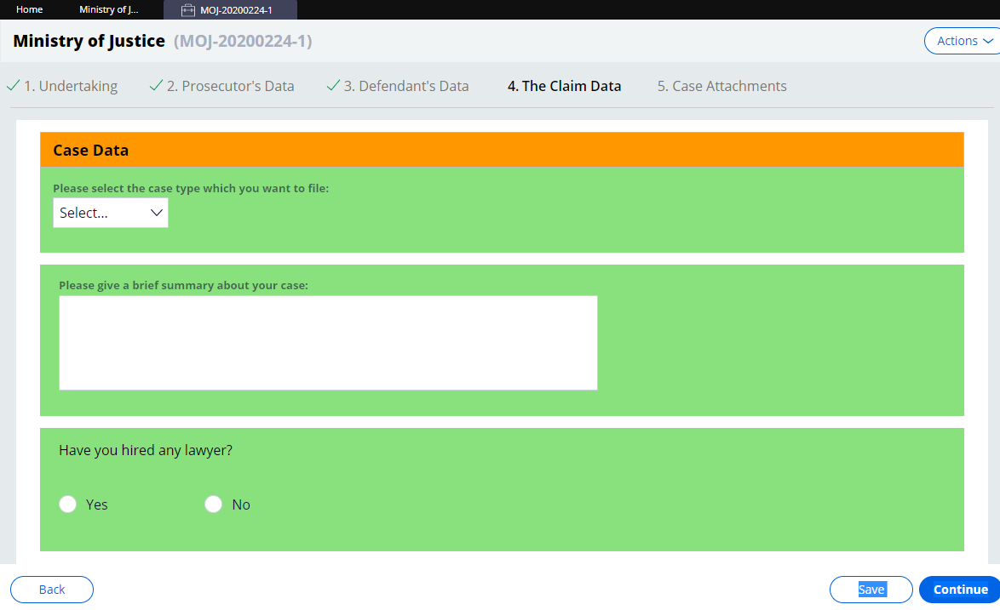 Home Ministry of J... MOJ-20200224-1
Ministry of Justice (MOJ-20200224-1) Actions
1. Undertaking 2. Prosecutor's Data 3. Defendant's Data 4. The Claim Data 5. Case Attachments
Case Data
Please select the case type which you want to file:
Select...
Please give a brief summary about your case:
Have you hired any lawyer?
Yes No
Back Save Continue